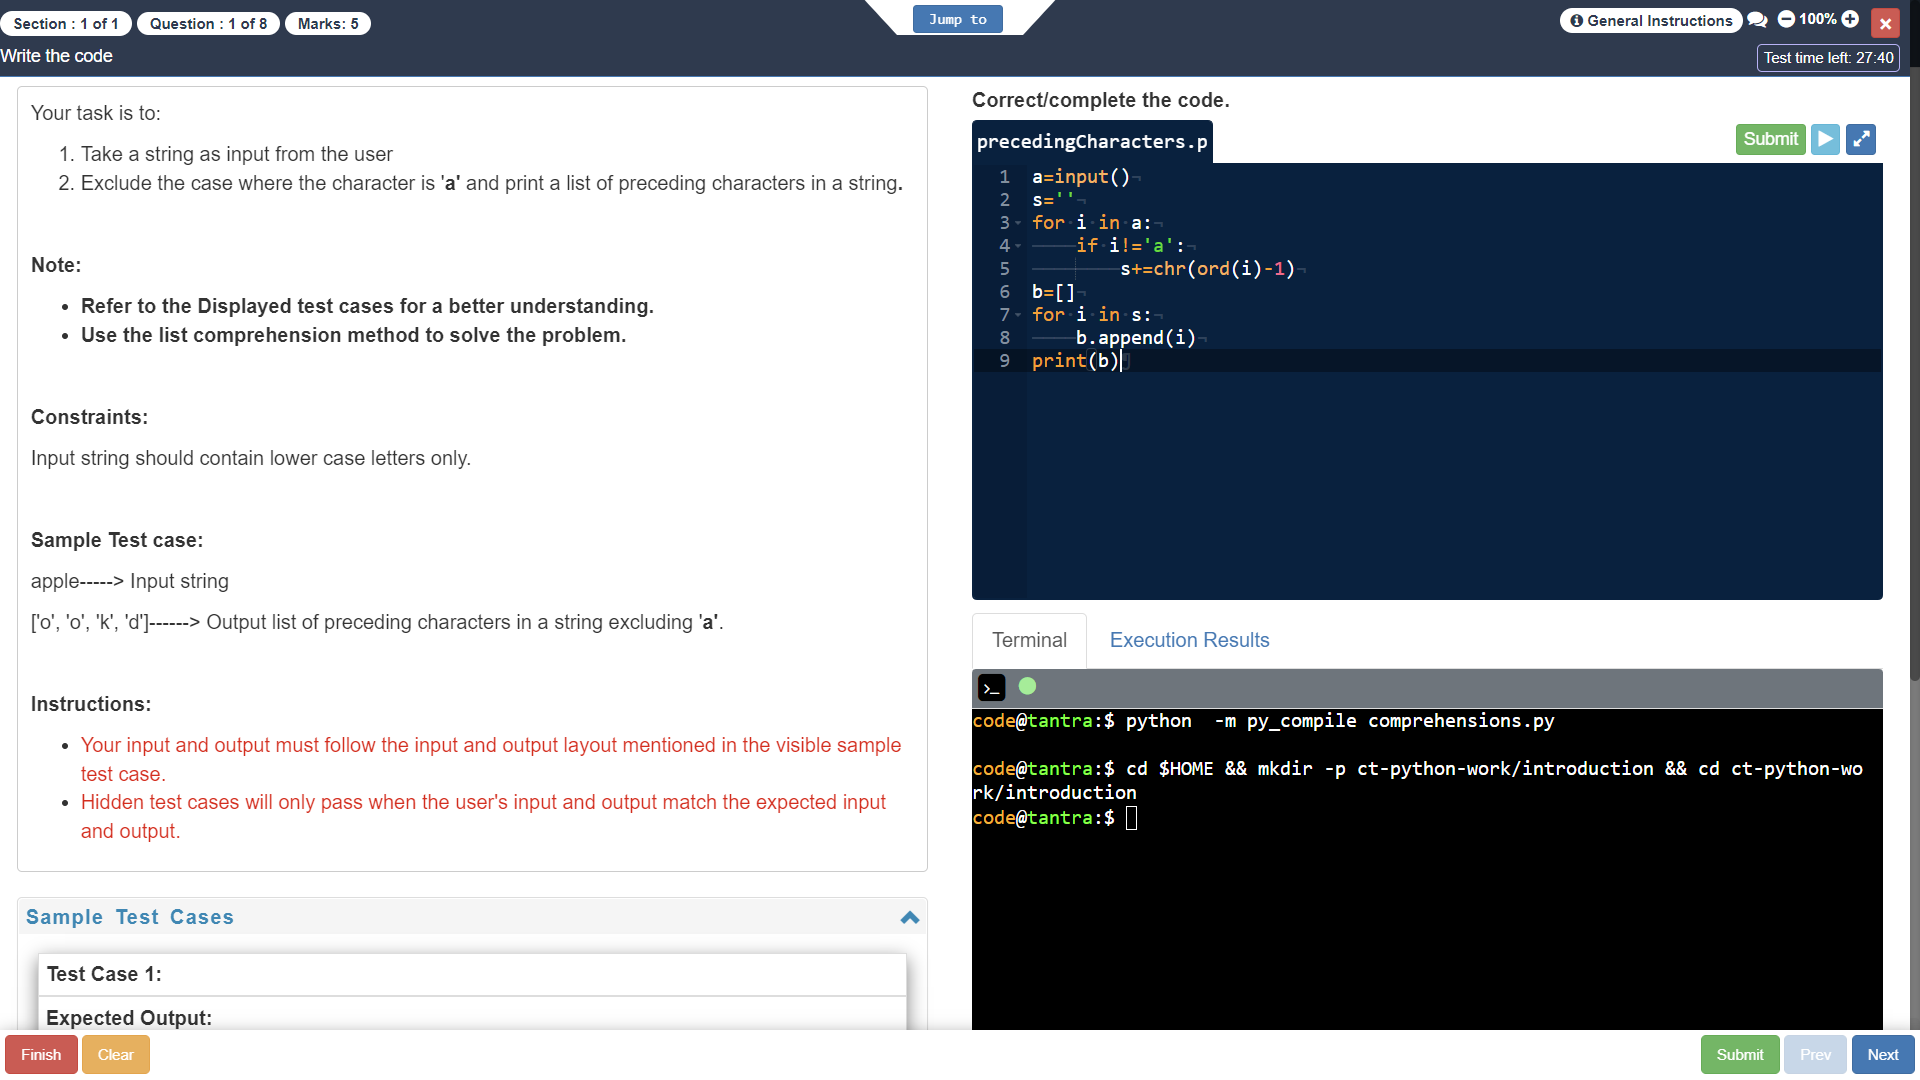 Section : 1 of 1
Question : 1 of 8
Marks: 5
Jump to
General Instructions
100%
Write the code
Test time left: 27:40
Your task is to:
1. Take a string as input from the user
2. Exclude the case where the character is 'a' and print a list of preceding characters in a string.
Note:
• Refer to the Displayed test cases for a better understanding.
• Use the list comprehension method to solve the problem.
Constraints:
Input string should contain lower case letters only.
Sample Test case:
apple-----> Input string
['o', 'o', 'k', 'd']------> Output list of preceding characters in a string excluding 'a'.
Instructions:
• Your input and output must follow the input and output layout mentioned in the visible sample
test case.
• Hidden test cases will only pass when the user's input and output match the expected input
and output.
Sample Test Cases
Test Case 1:
Expected Output:
Correct/complete the code.
precedingCharacters.p
Submit
1 a=input()
2 s=''
3 for i in a:
4 if i!='a':
5 s+=chr(ord(i)-1)
6 b=[]
7 for i in s:
8 b.append(i)
9 print(b)
Terminal
Execution Results
code@tantra:$ python  -m py_compile comprehensions.py
code@tantra:$ cd $HOME && mkdir -p ct-python-work/introduction && cd ct-python-wo
rk/introduction
code@tantra:$
Finish
Clear
Submit
Prev
Next